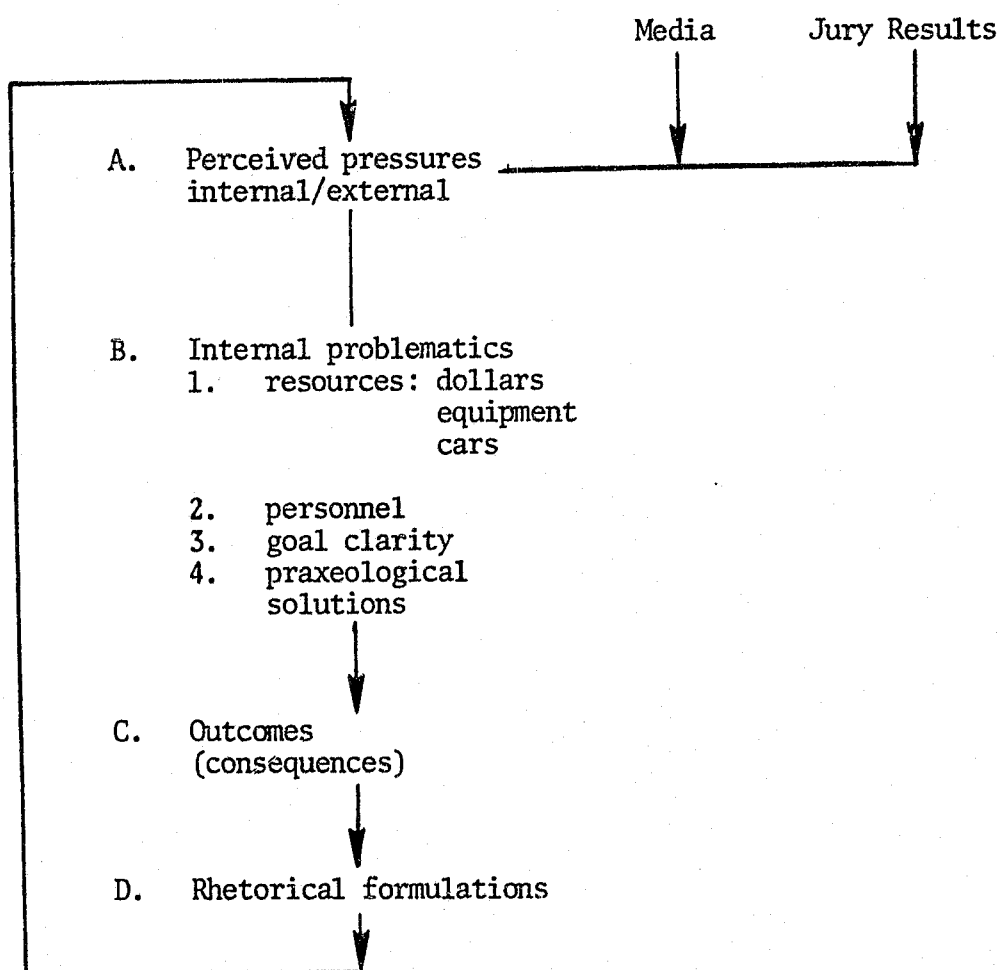 Media Jury Results
A. Perceived pressures
internal/external
B. Internal problematics
1. resources: dollars
equipment
cars
2. personnel
3. goal clarity
4. praxeological
solutions
C. Outcomes
(consequences)
D. Rhetorical formulations